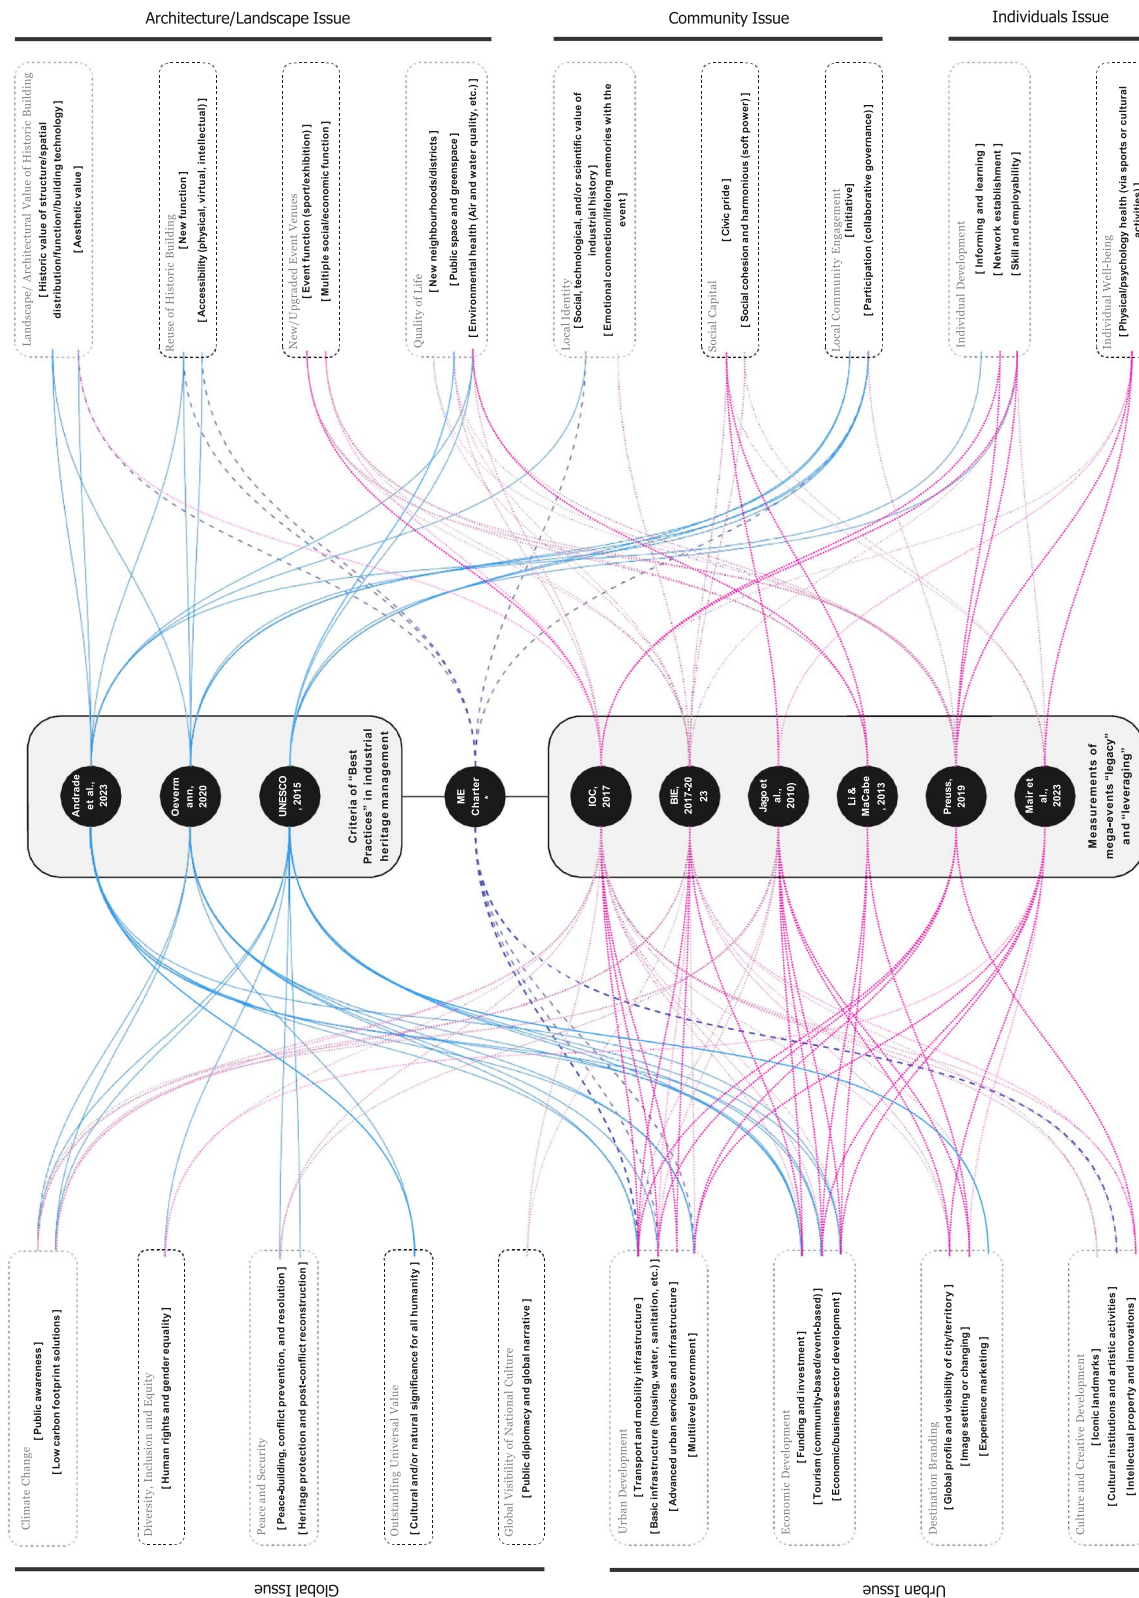 Architecture/Landscape Issue
Community Issue
Individuals Issue
Landscape/ Architectural Value of Historic Building
[ Historic value of structure/spatial
distribution/function//building technology ]
[ Aesthetic value ]
Reuse of Historic Building
[ New function ]
[ Accessibility (physical, virtual, intellectual) ]
New/Upgraded Event Venues
[ Event function (sport/exhibition) ]
[ Multiple social/economic function ]
Quality of Life
[ New neighbourhoods/districts ]
[ Public space and greenspace ]
[ Environmental health (Air and water quality, etc.) ]
Local Identity
[ Social, technological, and/or scientific value of
industrial history ]
[ Emotional connection/lifelong memories with the
event ]
Social Capital
[ Civic pride ]
[ Social cohesion and harmonious (soft power) ]
Local Community Engagement
[ Initiative]
[ Participation (collaborative governance) ]
Individual Development
[ Informing and learning ]
[ Network establishment ]
[ Skill and employability ]
Individual Well-being
[ Physical/psychology health (via sports or cultural
activities) ]
Andrade
et al.,
2023
Oeverm
ann,
2020
UNESCO
, 2015
Criteria of “Best
Practices” in industrial
heritage management
ME
Charter
*
IOC,
2017
BIE,
2017-20
23
Jago et
al.,
2010)
Li &
MaCabe
, 2013
Preuss,
2019
Mair et
al.,
2023
Measurements of
mega-events “legacy”
and “leveraging”
Climate Change
[ Public awareness ]
[ Low carbon footprint solutions ]
Diversity, Inclusion and Equity
[ Human rights and gender equality ]
Peace and Security
[ Peace-building, conflict prevention, and resolution ]
[ Heritage protection and post-conflict reconstruction ]
Outstanding Universal Value
[ Cultural and/or natural significance for all humanity ]
Global Visibility of National Culture
[ Public diplomacy and global narrative ]
Urban Development
[ Transport and mobility infrastructure ]
[ Basic infrastructure (housing, water, sanitation, etc.) ]
[ Advanced urban services and infrastructure ]
[ Multilevel government ]
Economic Development
[ Funding and investment ]
[ Tourism (community-based/event-based) ]
[ Economic/business sector development ]
Destination Branding
[ Global profile and visibility of city/territory ]
[ Image setting or changing ]
[ Experience marketing ]
Culture and Creative Development
[ Iconic landmarks ]
[ Cultural institutions and artistic activities ]
[ Intellectual property and innovations ]
Global Issue
Urban Issue